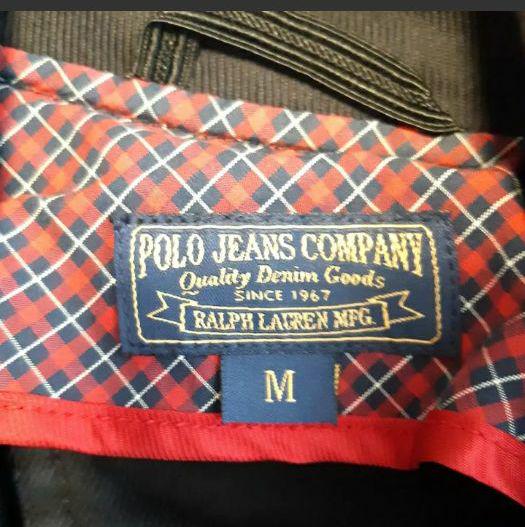 POLO JEANS COMPANY
Quality Denim Goods
SINCE 1967
RALPH LAUREN MFG.
M